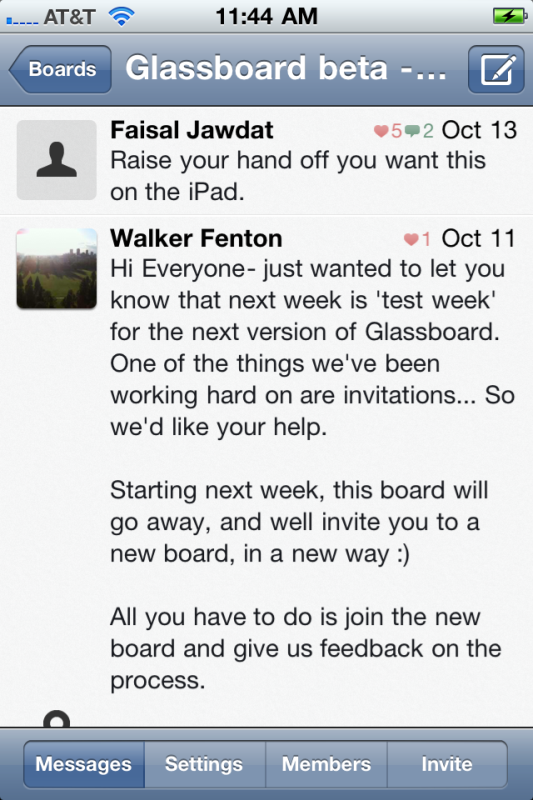 AT&T 11:44 AM
Boards Glassboard beta -...
Faisal Jawdat 5 2 Oct 13
Raise your hand off you want this
on the iPad.
Walker Fenton 1 Oct 11
Hi Everyone- just wanted to let you
know that next week is 'test week'
for the next version of Glassboard.
One of the things we've been
working hard on are invitations... So
we'd like your help.
Starting next week, this board will
go away, and well invite you to a
new board, in a new way :)
All you have to do is join the new
board and give us feedback on the
process.
Messages Settings Members Invite